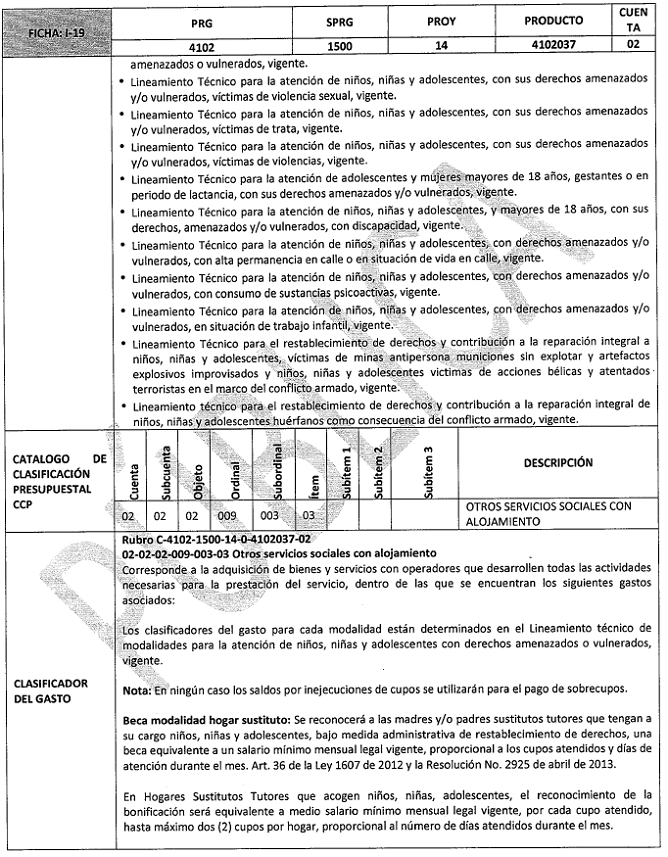 FICHA: I-19
PRG
SPRG
PROY
PRODUCTO
CUEN
TA
4102
1500
14
4102037
02
amenazados o vulnerados, vigente.
• Lineamiento Técnico para la atención de niños, niñas y adolescentes, con sus derechos amenazados
y/o vulnerados, víctimas de violencia sexual, vigente.
• Lineamiento Técnico para la atención de niños, niñas y adolescentes, con sus derechos amenazados
y/o vulnerados, víctimas de trata, vigente.
• Lineamiento Técnico para la atención de niños, niñas y adolescentes, con sus derechos amenazados
y/o vulnerados, víctimas de violencias, vigente.
• Lineamiento Técnico para la atención de adolescentes y mujeres mayores de 18 años, gestantes o en
periodo de lactancia, con sus derechos amenazados y/o vulnerados, vigente.
• Lineamiento Técnico para la atención de niños, niñas y adolescentes, y mayores de 18 años, con sus
derechos, amenazados y/o vulnerados, con discapacidad, vigente.
• Lineamiento Técnico para la atención de niños, niñas y adolescentes, con derechos amenazados y/o
vulnerados, con alta permanencia en calle o en situación de vida en calle, vigente.
• Lineamiento Técnico para la atención de niños, niñas y adolescentes, con derechos amenazados y/o
vulnerados, con consumo de sustancias psicoactivas, vigente.
• Lineamiento Técnico para la atención de niños, niñas y adolescentes, con derechos amenazados y/o
vulnerados, en situación de trabajo infantil, vigente.
• Lineamiento Técnico para el restablecimiento de derechos y contribución a la reparación integral a
niños, niñas y adolescentes, víctimas de minas antipersona municiones sin explotar y artefactos
explosivos improvisados y niños, niñas y adolescentes victimas de acciones bélicas y atentados
terroristas en el marco del conflicto armado, vigente.
• Lineamiento técnico para el restablecimiento de derechos y contribución a la reparación integral de
niños, niñas y adolescentes huérfanos como consecuencia del conflicto armado, vigente.
CATALOGO DE
CLASIFICACIÓN
PRESUPUESTAL
CCP
Cuenta
Subcuenta
Objeto
Ordinal
Subordinal
Ítem
Subitem 1
Subitem 2
Subitem 3
DESCRIPCIÓN
02
02
02
009
003
03
OTROS SERVICIOS SOCIALES CON
ALOJAMIENTO
CLASIFICADOR
DEL GASTO
Rubro C-4102-1500-14-0-4102037-02
02-02-02-009-003-03 Otros servicios sociales con alojamiento
Corresponde a la adquisición de bienes y servicios con operadores que desarrollen todas las actividades
necesarias para la prestación del servicio, dentro de las que se encuentran los siguientes gastos
asociados:
Los clasificadores del gasto para cada modalidad están determinados en el Lineamiento técnico de
modalidades para la atención de niños, niñas y adolescentes con derechos amenazados o vulnerados,
vigente.
Nota: En ningún caso los saldos por inejecuciones de cupos se utilizarán para el pago de sobrecupos.
Beca modalidad hogar sustituto: Se reconocerá a las madres y/o padres sustitutos tutores que tengan a
su cargo niños, niñas y adolescentes, bajo medida administrativa de restablecimiento de derechos, una
beca equivalente a un salario mínimo mensual legal vigente, proporcional a los cupos atendidos y días de
atención durante el mes. Art. 36 de la Ley 1607 de 2012 y la Resolución No. 2925 de abril de 2013.
En Hogares Sustitutos Tutores que acogen niños, niñas, adolescentes, el reconocimiento de la
bonificación será equivalente a medio salario mínimo mensual legal vigente, por cada cupo atendido,
hasta máximo dos (2) cupos por hogar, proporcional al número de días atendidos durante el mes.
PUBLICA